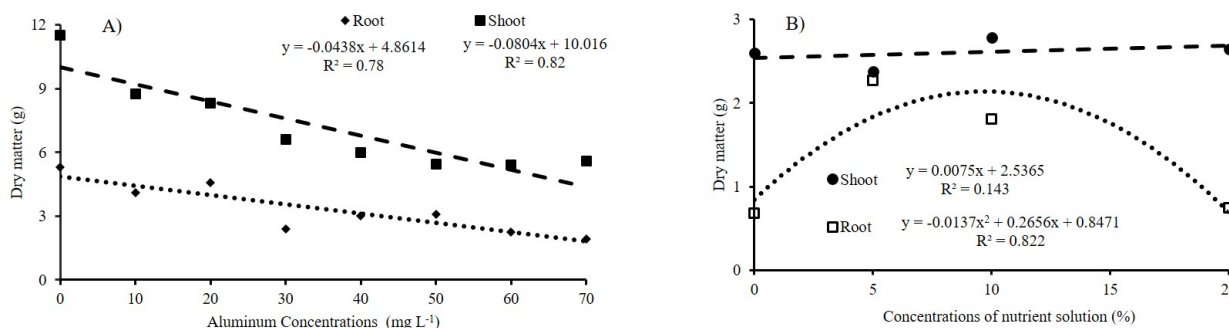 A)
Root
Shoot
y = -0.0438x + 4.8614
R² = 0.78
y = -0.0804x + 10.016
R² = 0.82
12
9
6
3
0
Dry matter (g)
0 10 20 30 40 50 60 70
Aluminum Concentrations (mg L⁻¹)
B)
3
2
1
0
Dry matter (g)
Shoot
y = 0.0075x + 2.5365
R² = 0.143
Root
y = -0.0137x² + 0.2656x + 0.8471
R² = 0.822
0 5 10 15
Concentrations of nutrient solution (%)